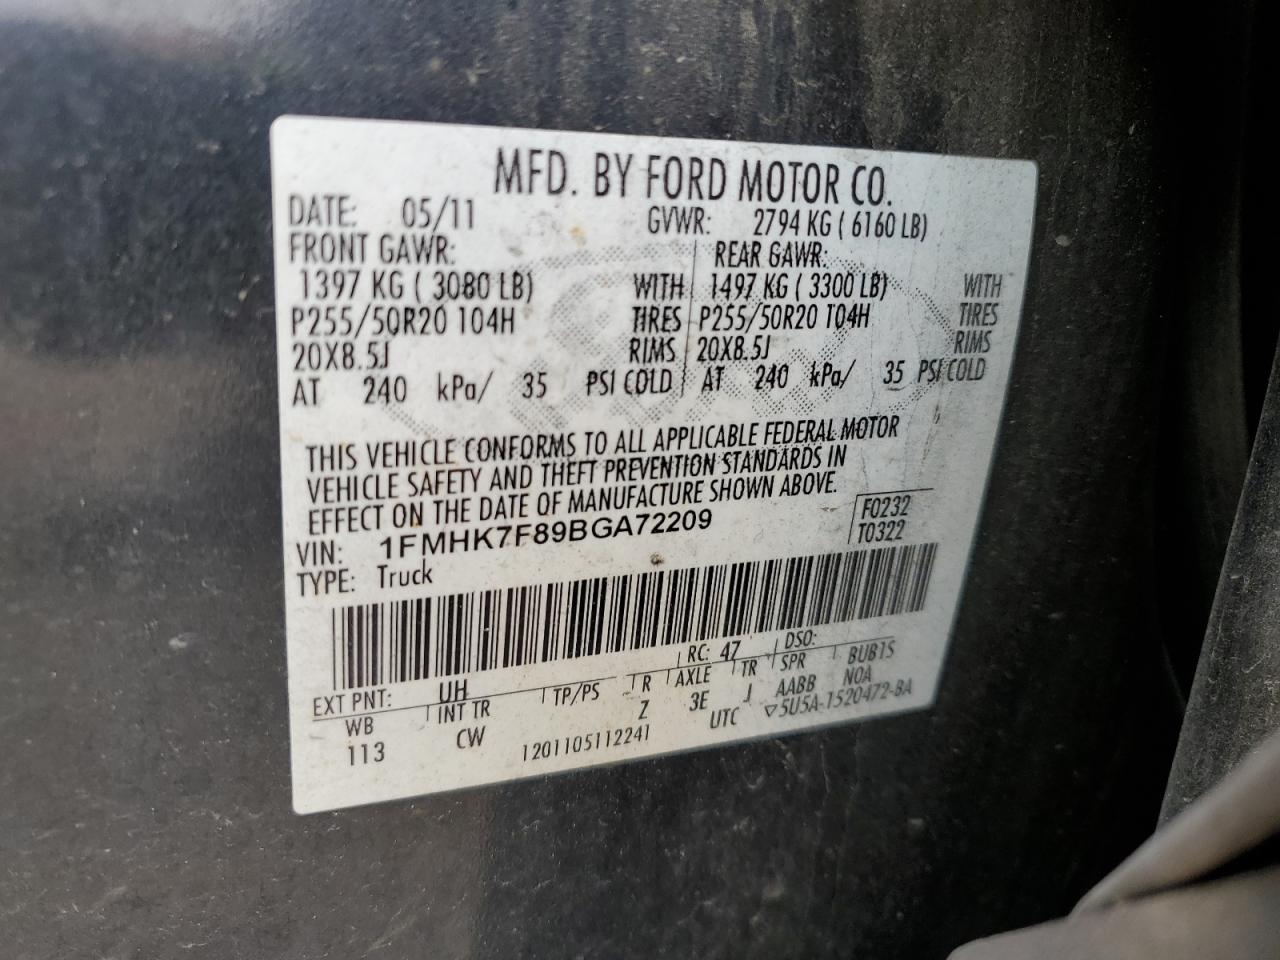 MFD. BY FORD MOTOR CO.
DATE: 05/11 GVWR: 2794 KG ( 6160 LB)
FRONT GAWR: REAR GAWR:
1397 KG ( 3080 LB) WITH 1497 KG ( 3300 LB) WITH
P255/50R20 104H TIRES P255/50R20 104H TIRES
20X8.5J RIMS 20X8.5J RIMS
AT 240 kPa/ 35 PSI COLD AT 240 kPa/ 35 PSI COLD
THIS VEHICLE CONFORMS TO ALL APPLICABLE FEDERAL MOTOR
VEHICLE SAFETY AND THEFT PREVENTION STANDARDS IN
EFFECT ON THE DATE OF MANUFACTURE SHOWN ABOVE.
VIN: 1FMHK7F89BGA72209 F0232
TYPE: Truck T0322
EXT PNT: UH RC: 47 DSO:
WB INT TR TP/PS R AXLE TR SPR BUB1S
113 CW Z 3E J AABB NOA
1201105112241 UTC ▽5U5A-1520472-BA